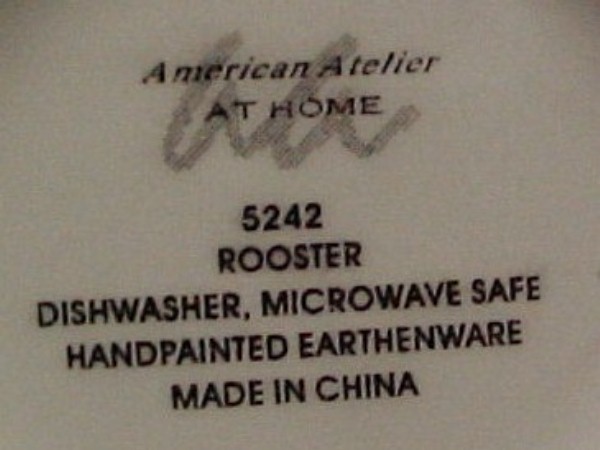 American Atelier
AT HOME
5242
ROOSTER
DISHWASHER, MICROWAVE SAFE
HANDPAINTED EARTHENWARE
MADE IN CHINA